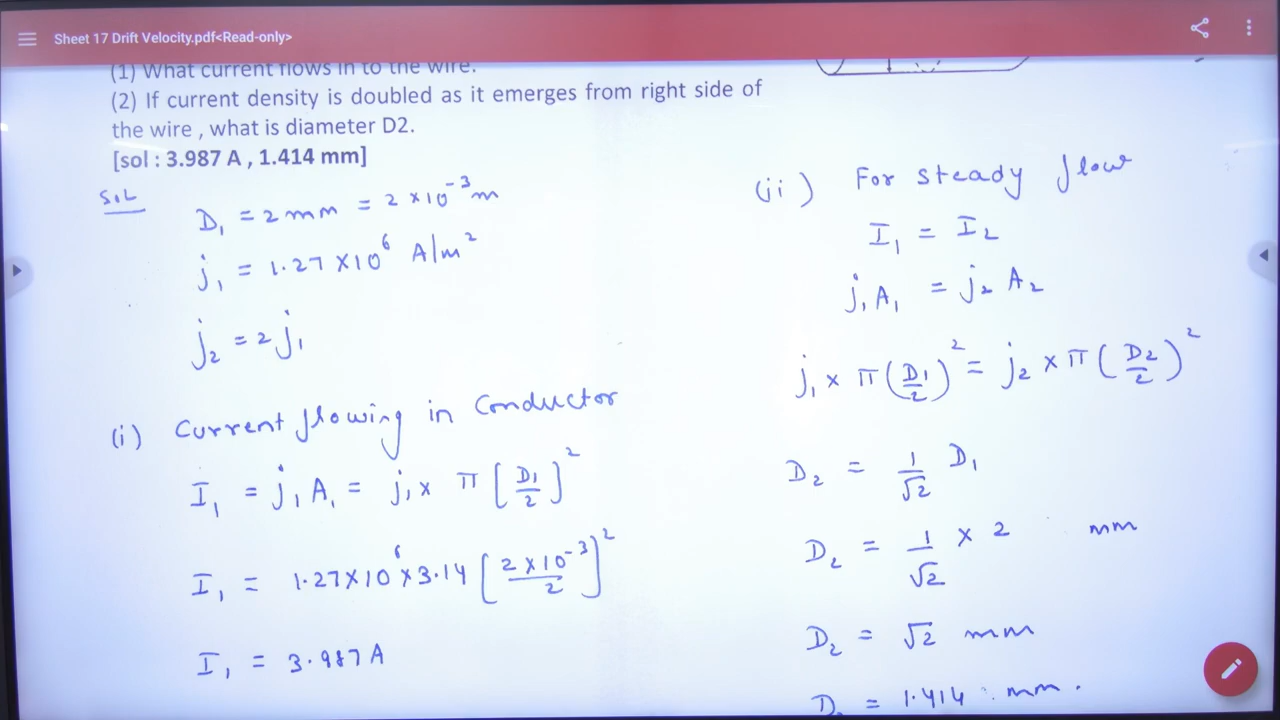 Sheet 17 Drift Velocity.pdf<Read-only>
(1) What current flows in to the wire.
(2) If current density is doubled as it emerges from right side of
the wire , what is diameter D2.
[sol : 3.987 A , 1.414 mm]
Sol
D₁ = 2 mm = 2 × 10⁻³ m
j₁ = 1.27 × 10⁶ A/m²
j₂ = 2 j₁
(i) Current flowing in Conductor
I₁ = j₁ A₁ = j₁ × π [D₁/2]²
I₁ = 1.27 × 10⁶ × 3.14 [2 × 10⁻³/2]²
I₁ = 3.987 A
(ii) For steady flow
I₁ = I₂
j₁ A₁ = j₂ A₂
j₁ × π (D₁/2)² = j₂ × π (D₂/2)²
D₂ = 1/√2 D₁
D₂ = 1/√2 × 2 mm
D₂ = √2 mm
D₂ = 1.414 mm.